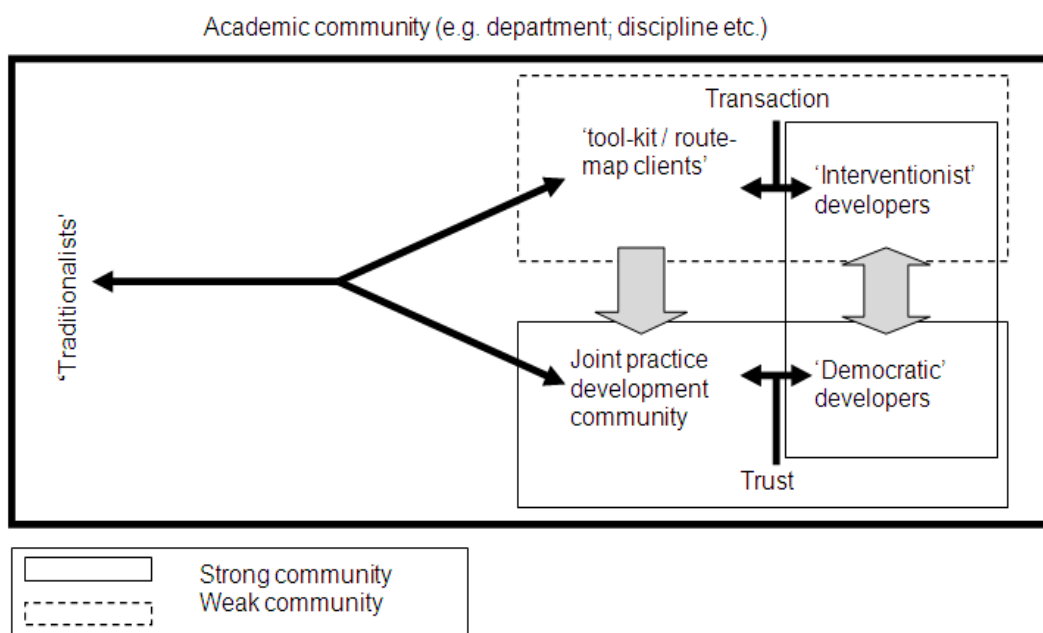 Academic community (e.g. department; discipline etc.)
Transaction
‘tool-kit / route-
map clients’
‘Interventionist’
developers
‘Traditionalists’
Joint practice
development
community
‘Democratic’
developers
Trust
Strong community
Weak community